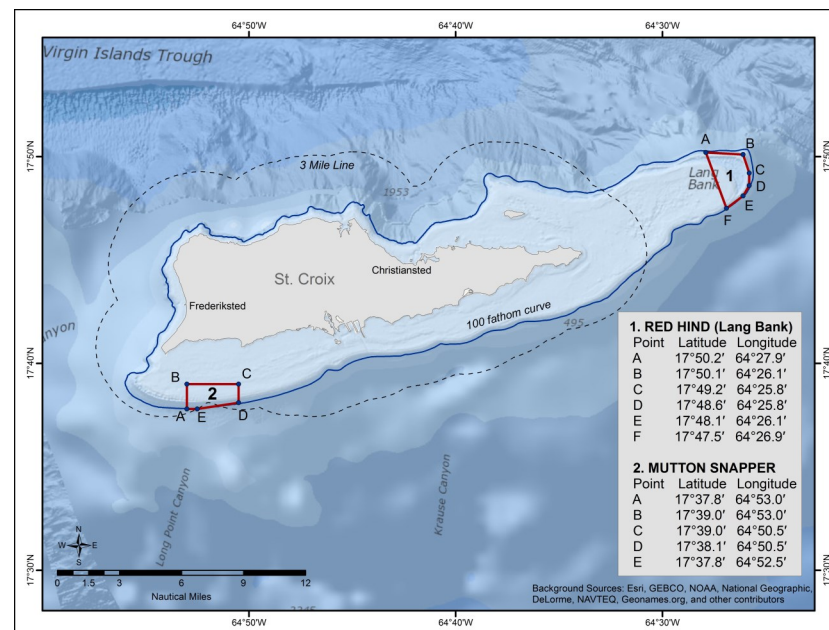 64°50'W 64°40'W 64°30'W
Virgin Islands Trough
17°50'N 17°50'N
3 Mile Line
1953
A B
C
1
Lang
Bank
D
E
F
St. Croix
Christiansted
Frederiksted
100 fathom curve
495
Canyon
17°40'N 17°40'N
B C
2
A E D
Long Point Canyon
Krause Canyon
1. RED HIND (Lang Bank)
Point Latitude Longitude
A 17°50.2' 64°27.9'
B 17°50.1' 64°26.1'
C 17°49.2' 64°25.8'
D 17°48.6' 64°25.8'
E 17°48.1' 64°26.1'
F 17°47.5' 64°26.9'
2. MUTTON SNAPPER
Point Latitude Longitude
A 17°37.8' 64°53.0'
B 17°39.0' 64°53.0'
C 17°39.0' 64°50.5'
D 17°38.1' 64°50.5'
E 17°37.8' 64°52.5'
N
W E
S
17°30'N 17°30'N
0 1.5 3 6 9 12
Nautical Miles
Background Sources: Esri, GEBCO, NOAA, National Geographic,
DeLorme, NAVTEQ, Geonames.org, and other contributors
64°50'W 64°40'W 64°30'W